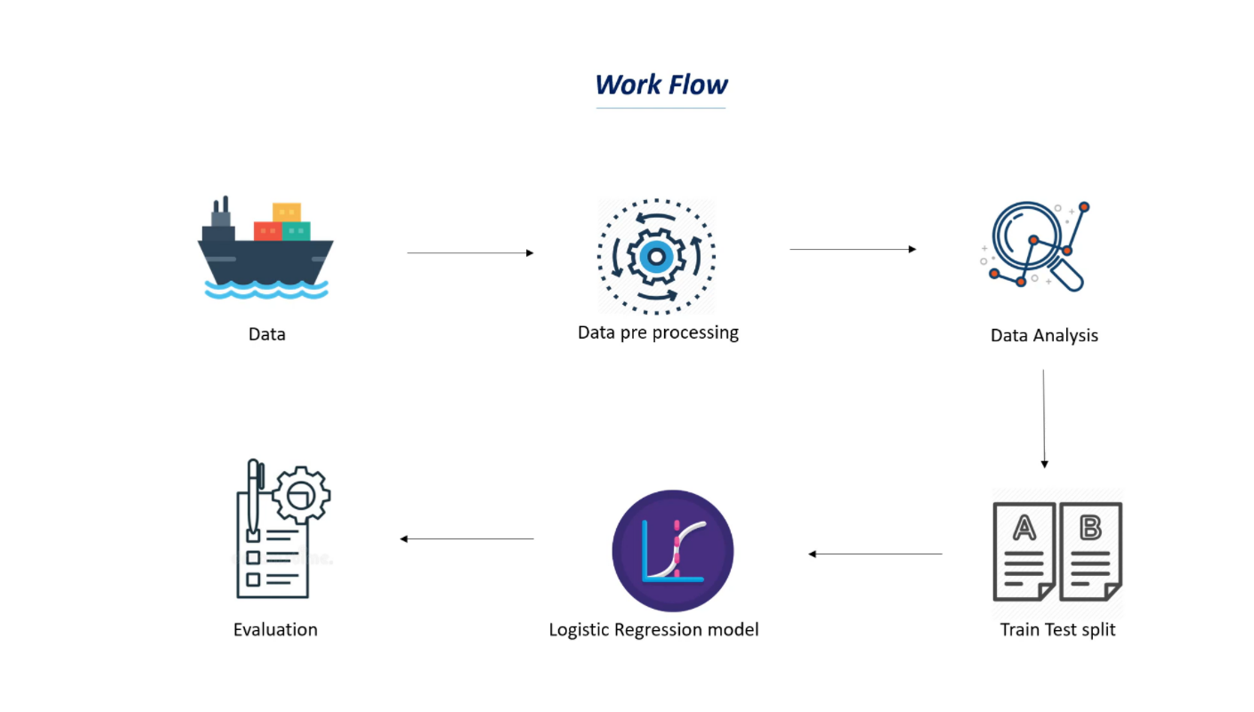 Work Flow
Data
Data pre processing
Data Analysis
A
B
Evaluation
Logistic Regression model
Train Test split